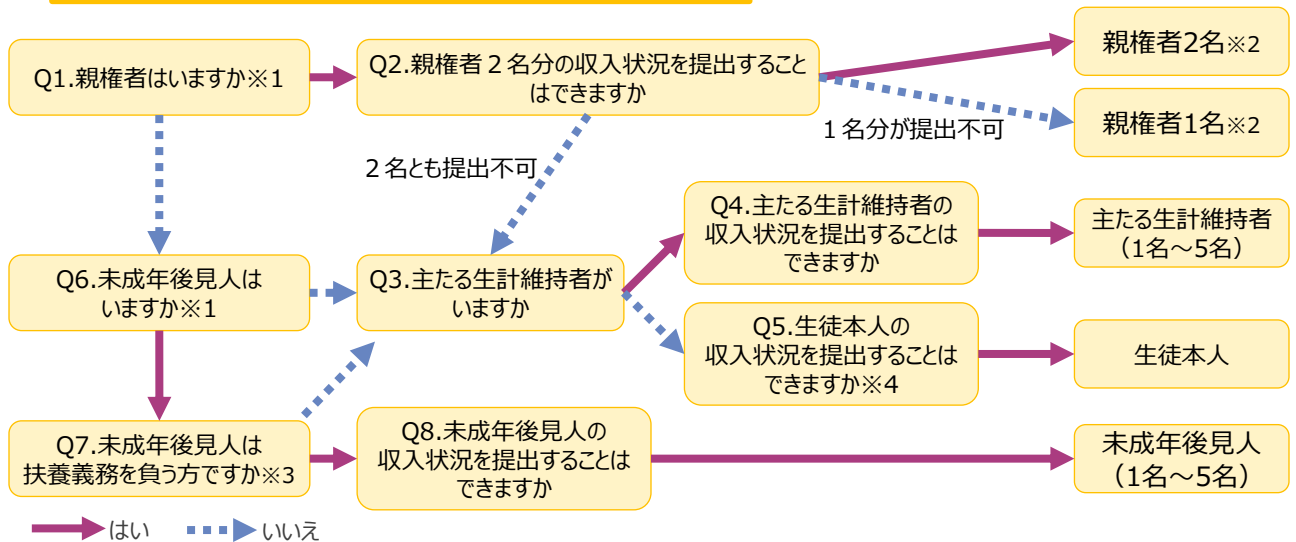 Q1.親権者はいますか※1
Q2.親権者２名分の収入状況を提出すること
はできますか
親権者2名※2
親権者1名※2
１名分が提出不可
２名とも提出不可
Q4.主たる生計維持者の
収入状況を提出することは
できますか
主たる生計維持者
（1名～5名）
Q6.未成年後見人は
いますか※1
Q3.主たる生計維持者が
いますか
Q5.生徒本人の
収入状況を提出することは
できますか※4
生徒本人
Q7.未成年後見人は
扶養義務を負う方ですか※3
Q8.未成年後見人の
収入状況を提出することは
できますか
未成年後見人
（1名～5名）
はい
いいえ